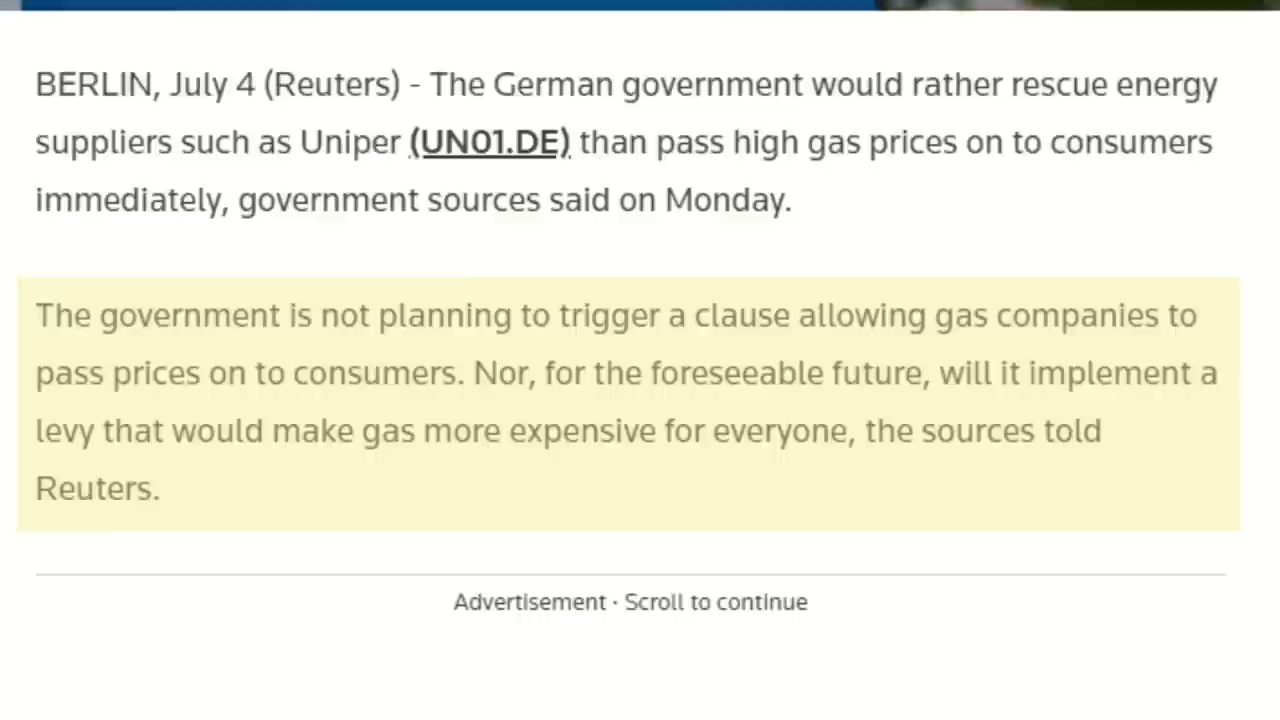 BERLIN, July 4 (Reuters) - The German government would rather rescue energy
suppliers such as Uniper (UN01.DE) than pass high gas prices on to consumers
immediately, government sources said on Monday.
The government is not planning to trigger a clause allowing gas companies to
pass prices on to consumers. Nor, for the foreseeable future, will it implement a
levy that would make gas more expensive for everyone, the sources told
Reuters.
Advertisement · Scroll to continue